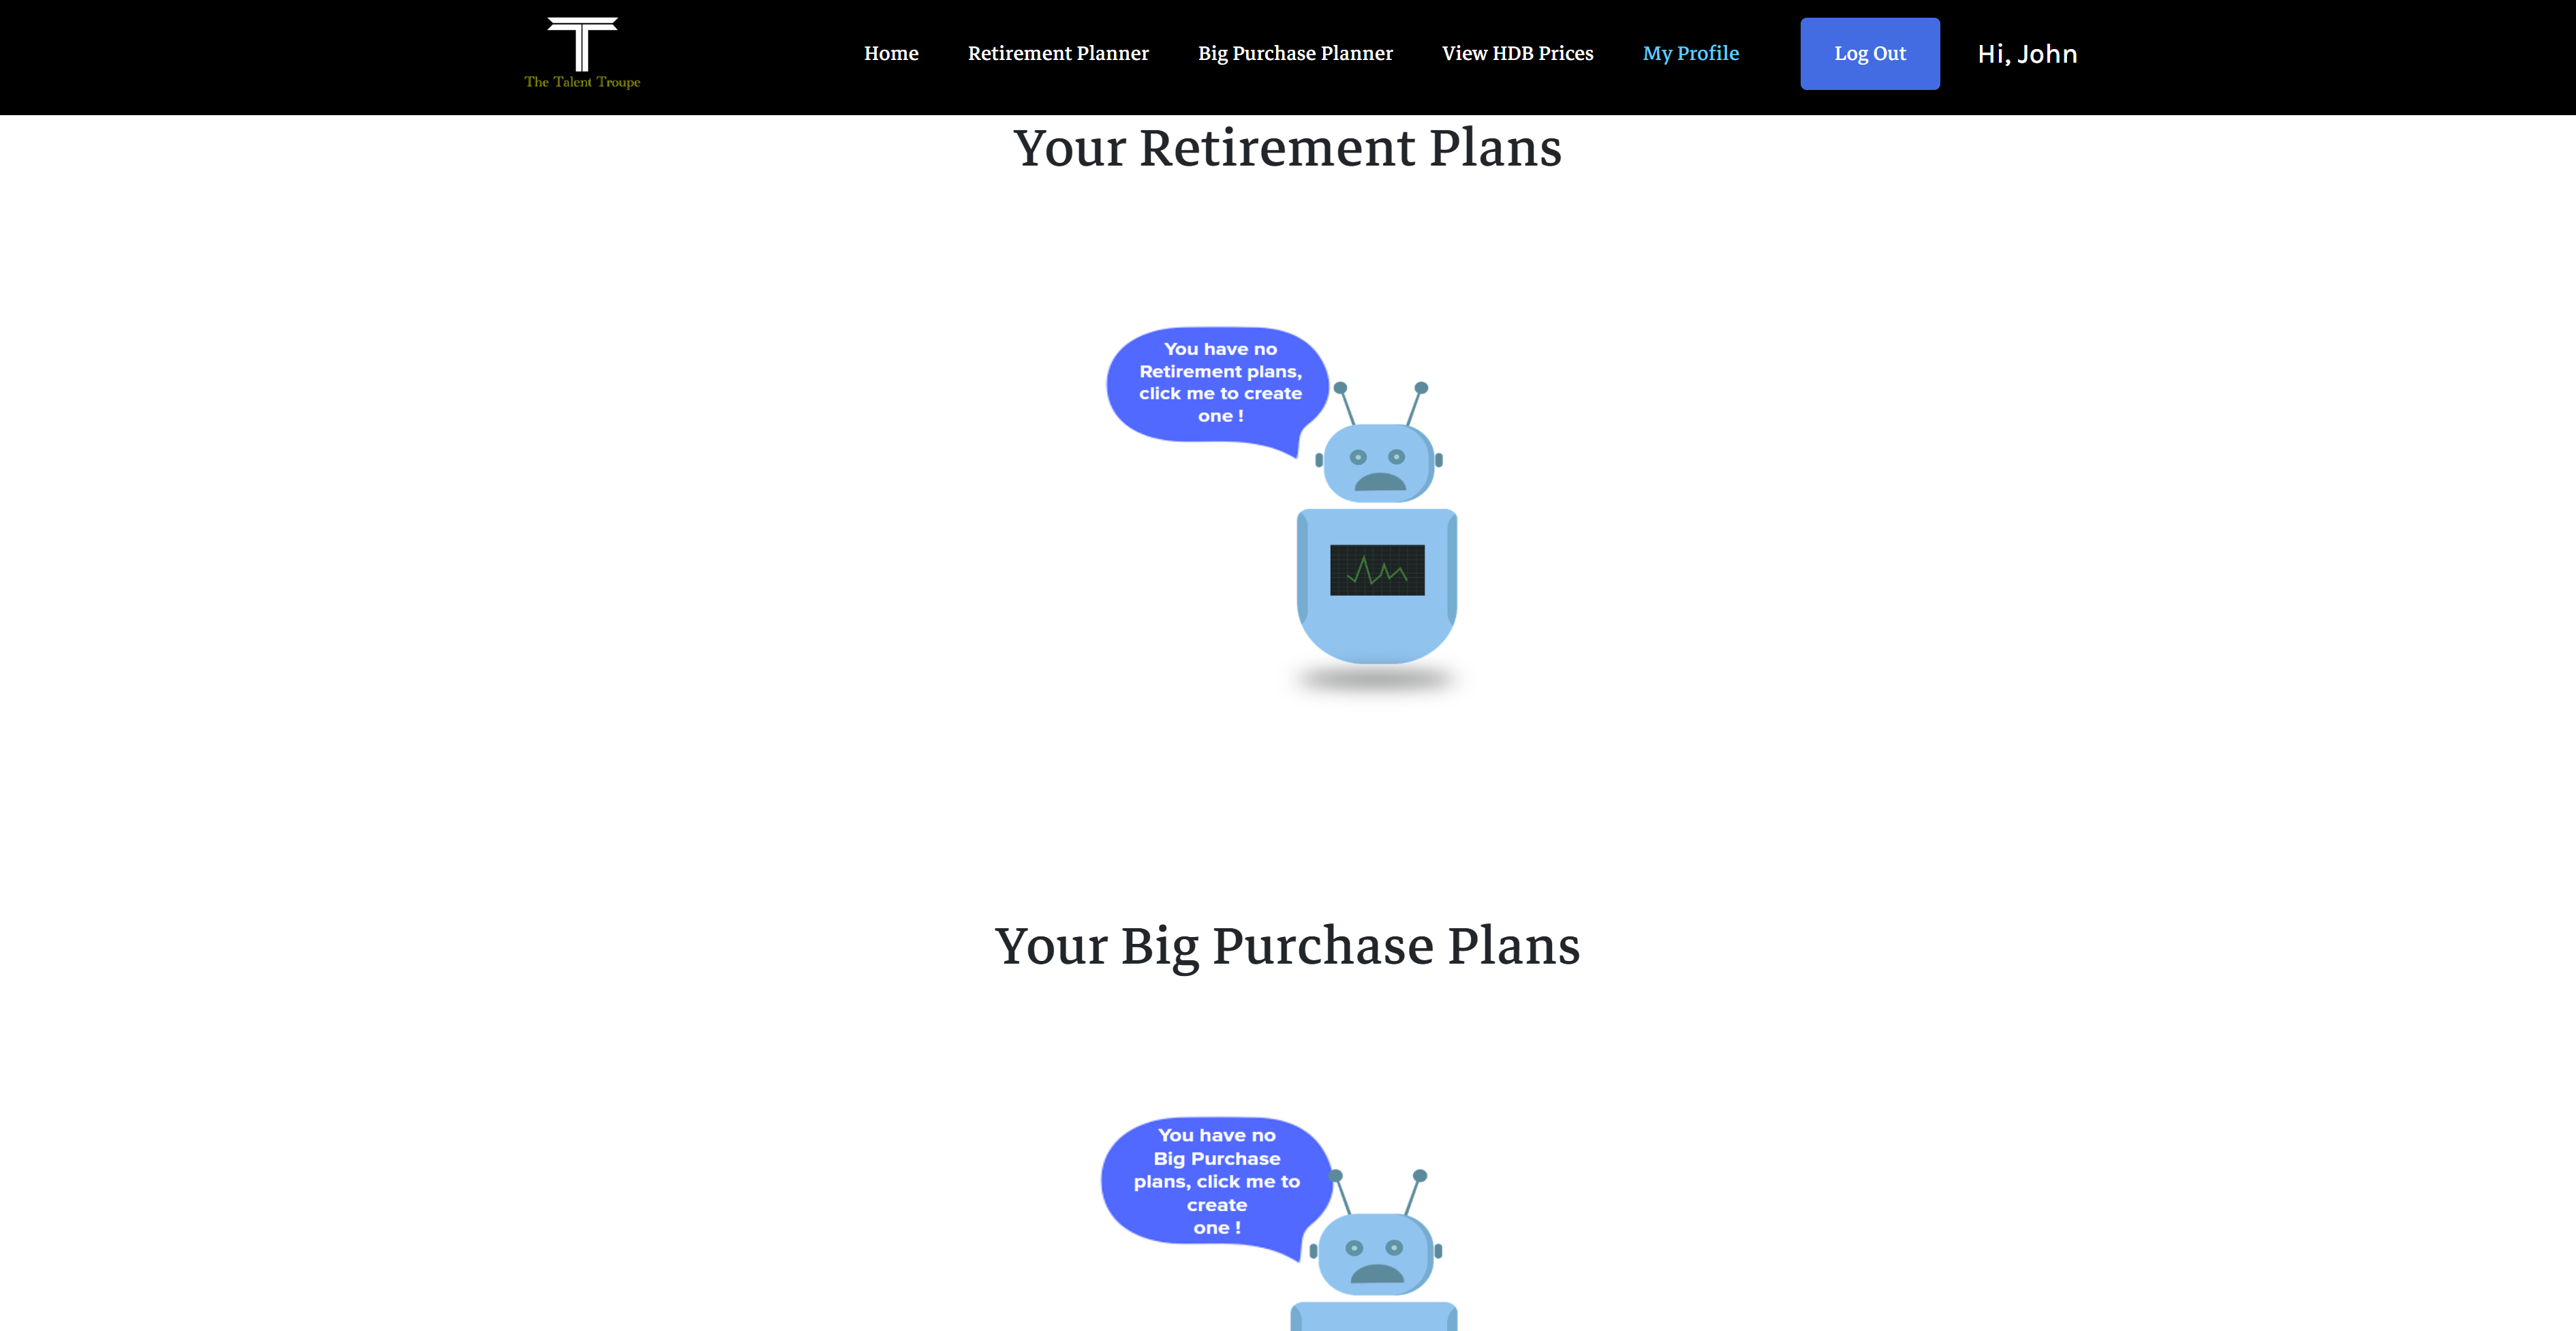 The Talent Troupe
Home Retirement Planner Big Purchase Planner View HDB Prices My Profile Log Out Hi, John
Your Retirement Plans
You have no
Retirement plans,
click me to create
one !
Your Big Purchase Plans
You have no
Big Purchase
plans, click me to
create
one !